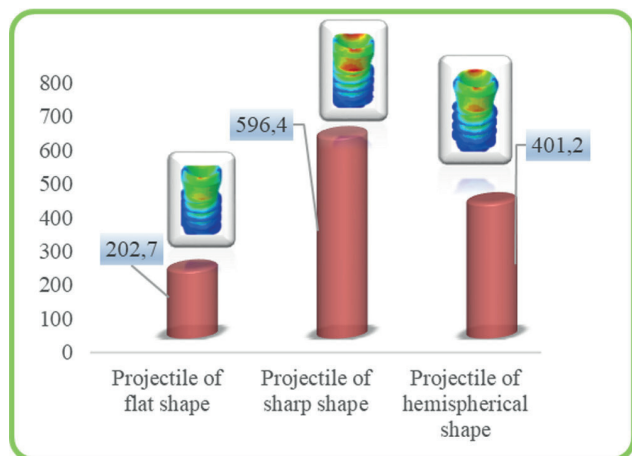 800
700
600
500
400
300
200
100
0
202,7
596,4
401,2
Projectile of
flat shape
Projectile of
sharp shape
Projectile of
hemispherical
shape